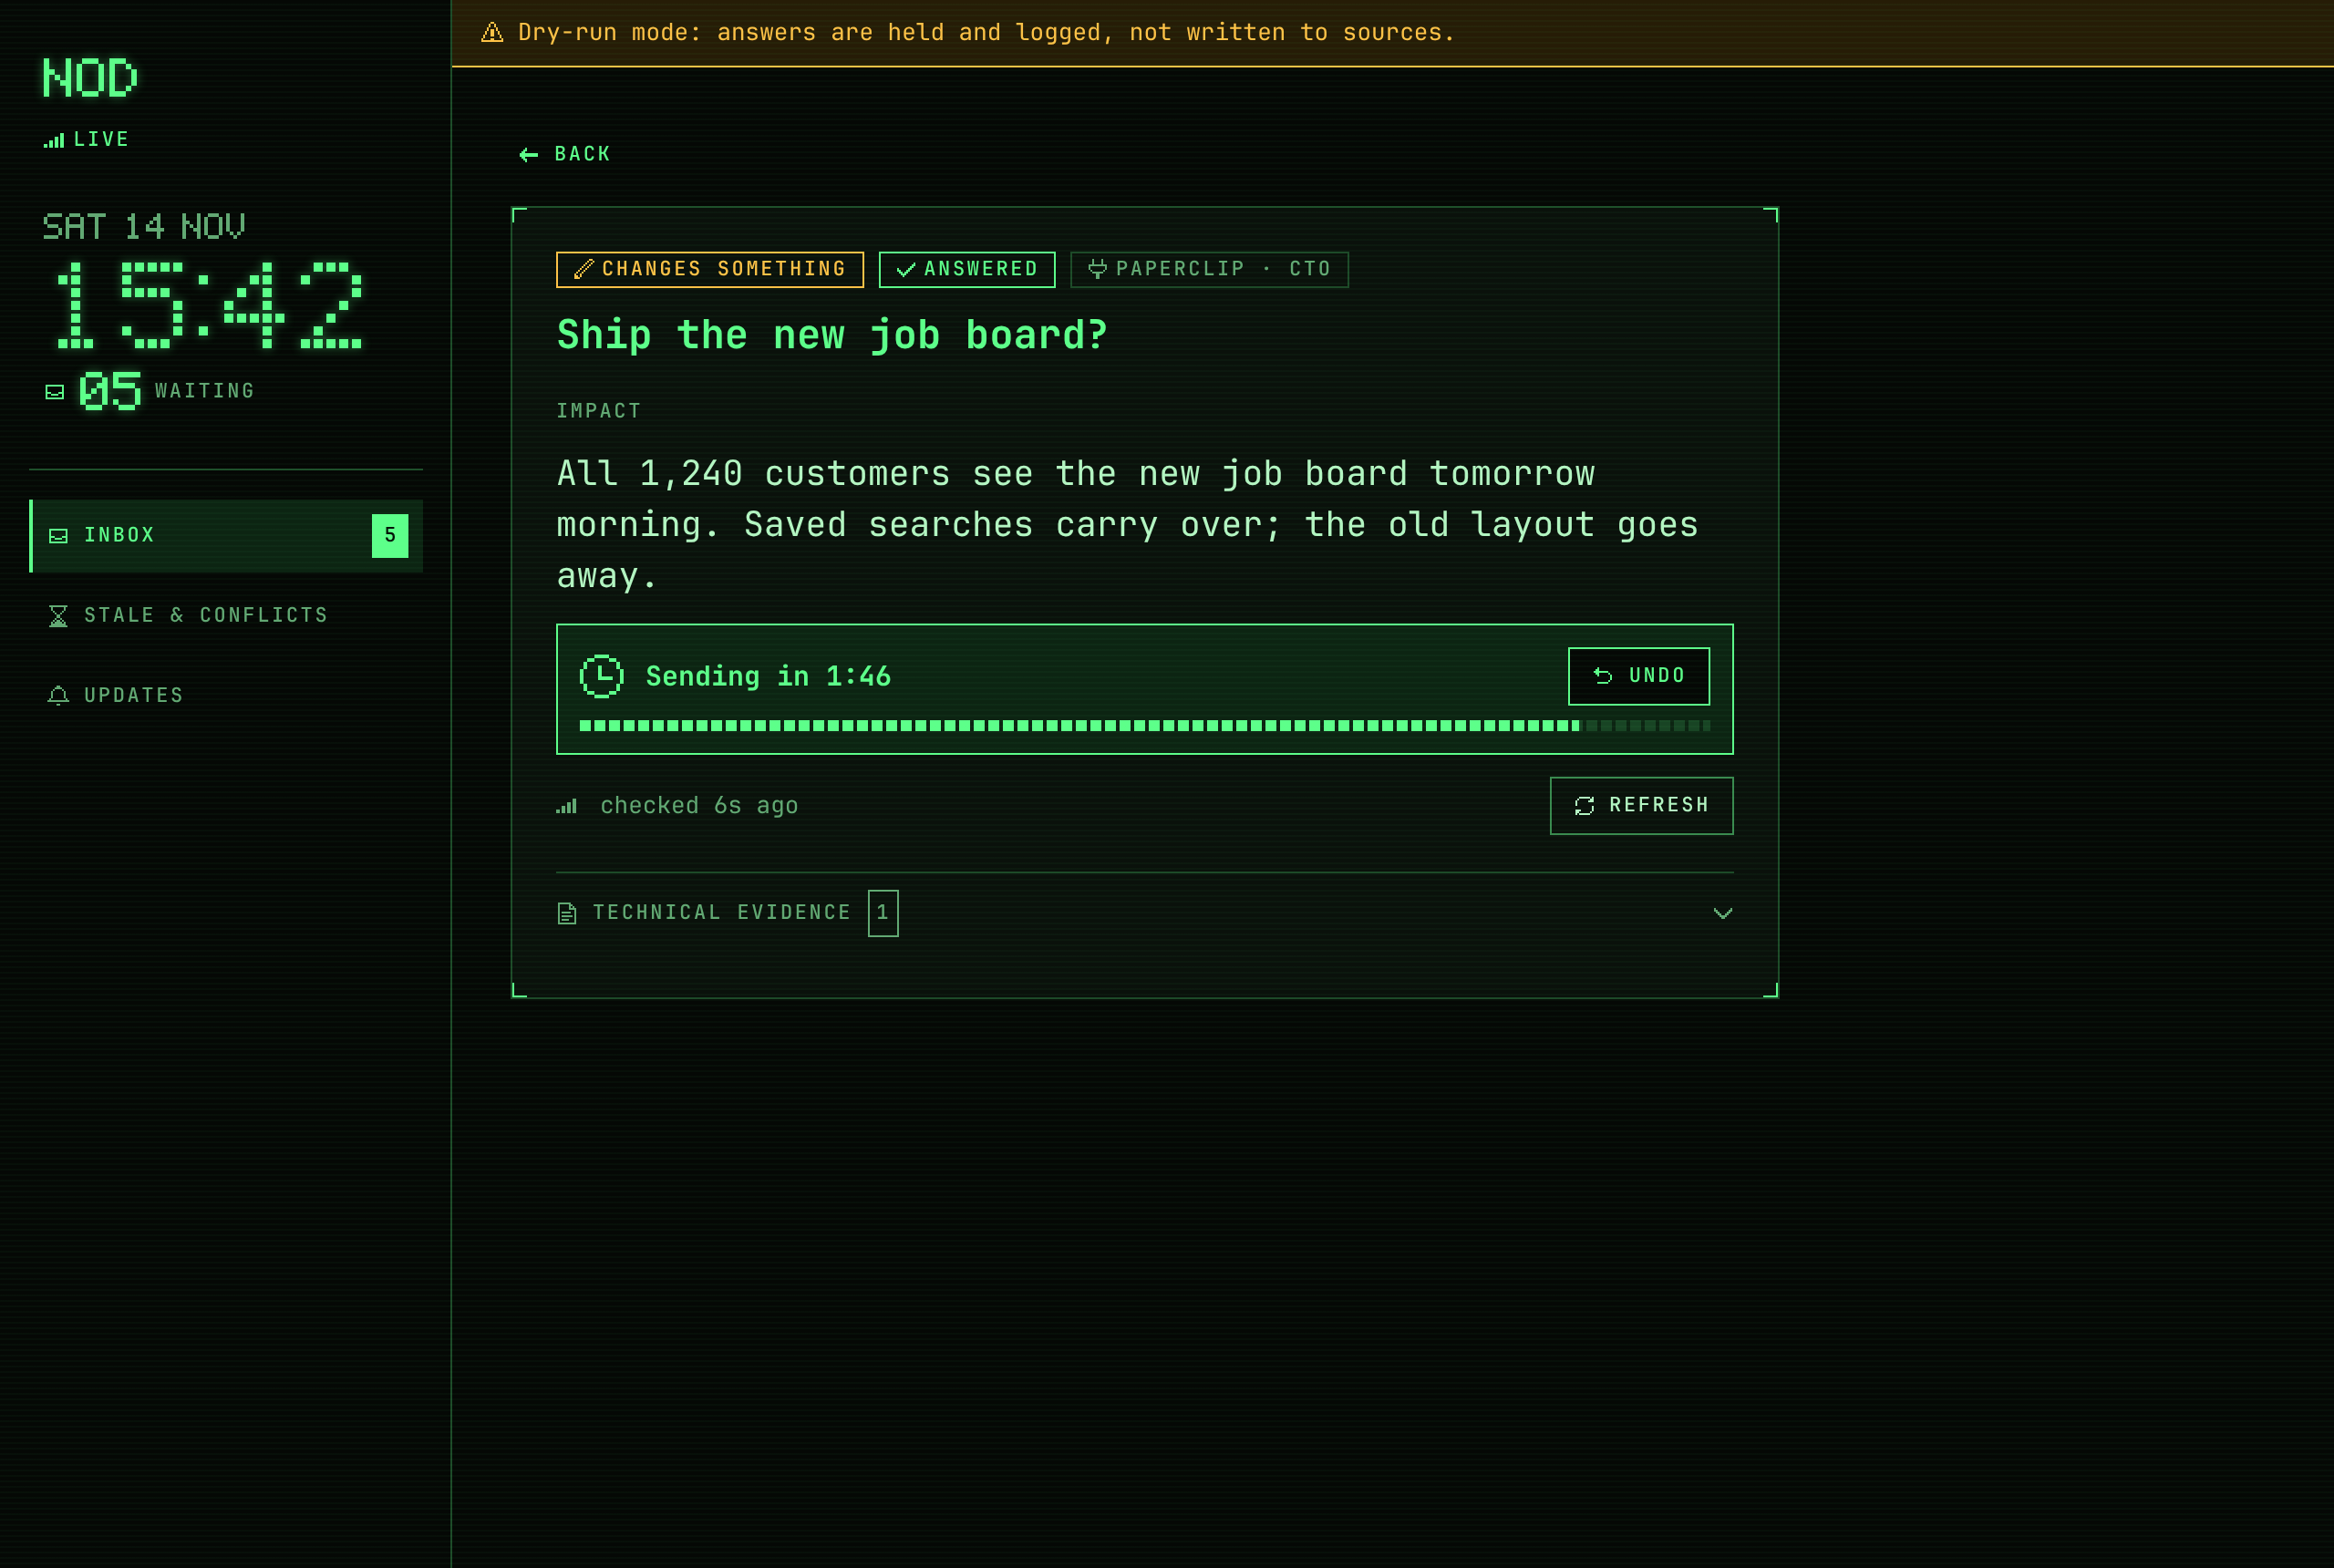 Dry-run mode: answers are held and logged, not written to sources.
NOD
LIVE
SAT 14 NOV
15:42
05 WAITING
INBOX 5
STALE & CONFLICTS
UPDATES
BACK
CHANGES SOMETHING ANSWERED PAPERCLIP · CTO
Ship the new job board?
IMPACT
All 1,240 customers see the new job board tomorrow
morning. Saved searches carry over; the old layout goes
away.
Sending in 1:46 UNDO
checked 6s ago REFRESH
TECHNICAL EVIDENCE 1